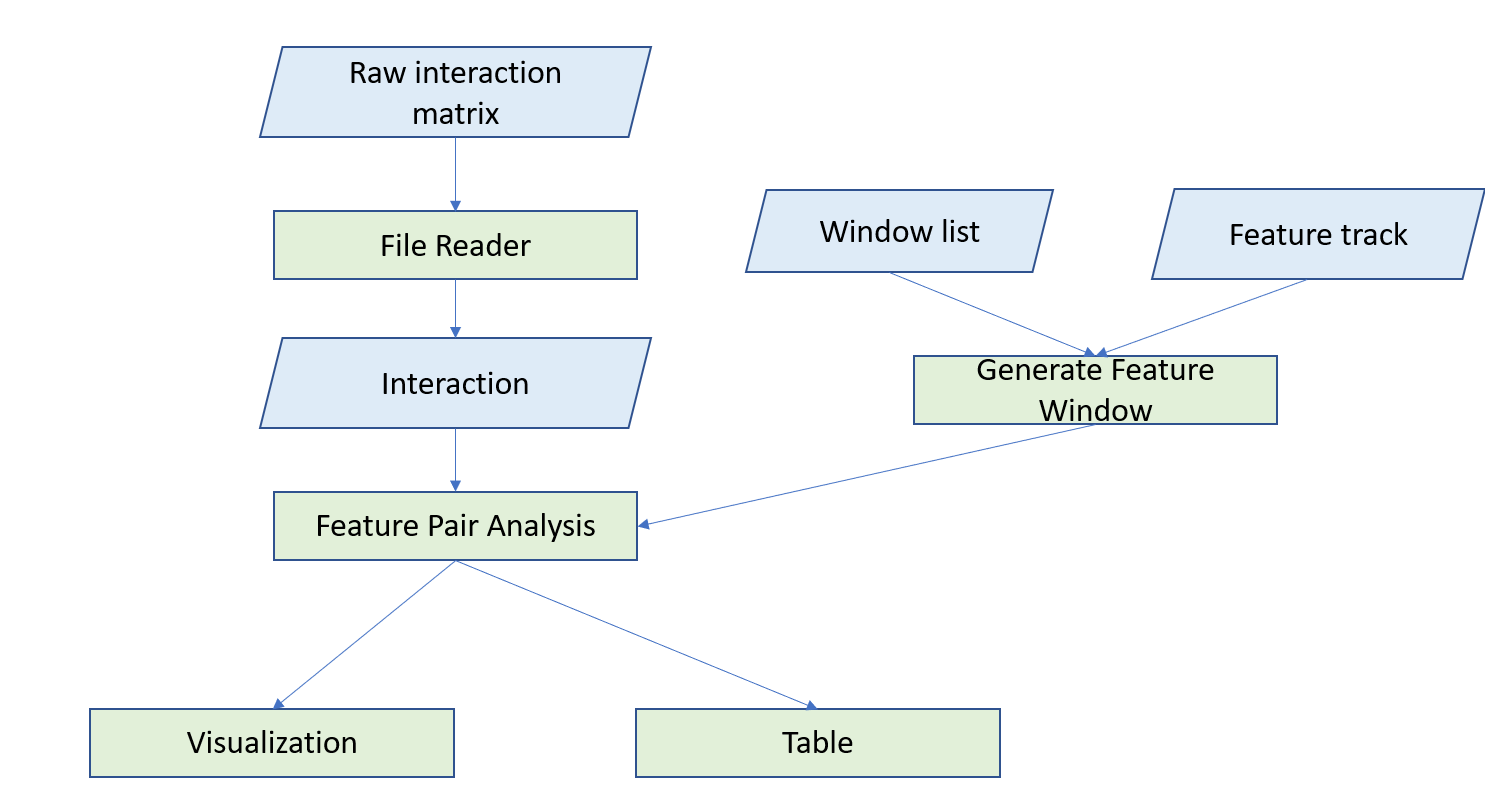 Raw interaction
matrix
File Reader
Window list
Feature track
Interaction
Generate Feature
Window
Feature Pair Analysis
Visualization
Table